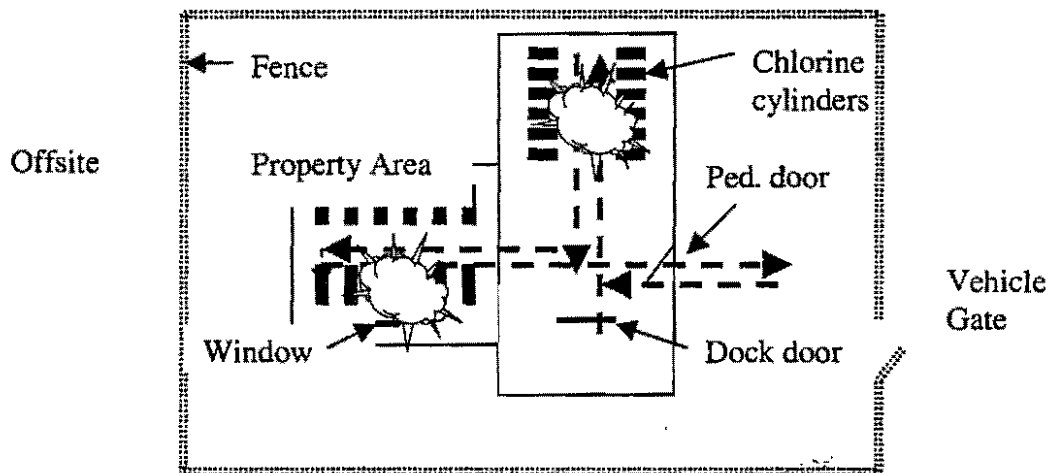 Fence
Chlorine
cylinders
Offsite
Property Area
Ped. door
Vehicle
Gate
Window
Dock door